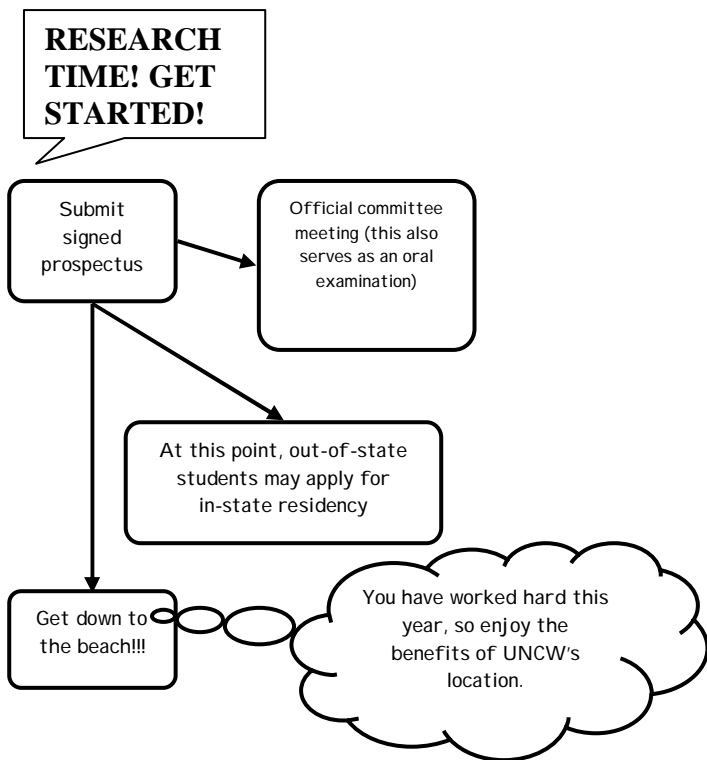 RESEARCH
TIME! GET
STARTED!
Submit
signed
prospectus
Official committee
meeting (this also
serves as an oral
examination)
At this point, out-of-state
students may apply for
in-state residency
Get down to
the beach!!!
You have worked hard this
year, so enjoy the
benefits of UNCW's
location.